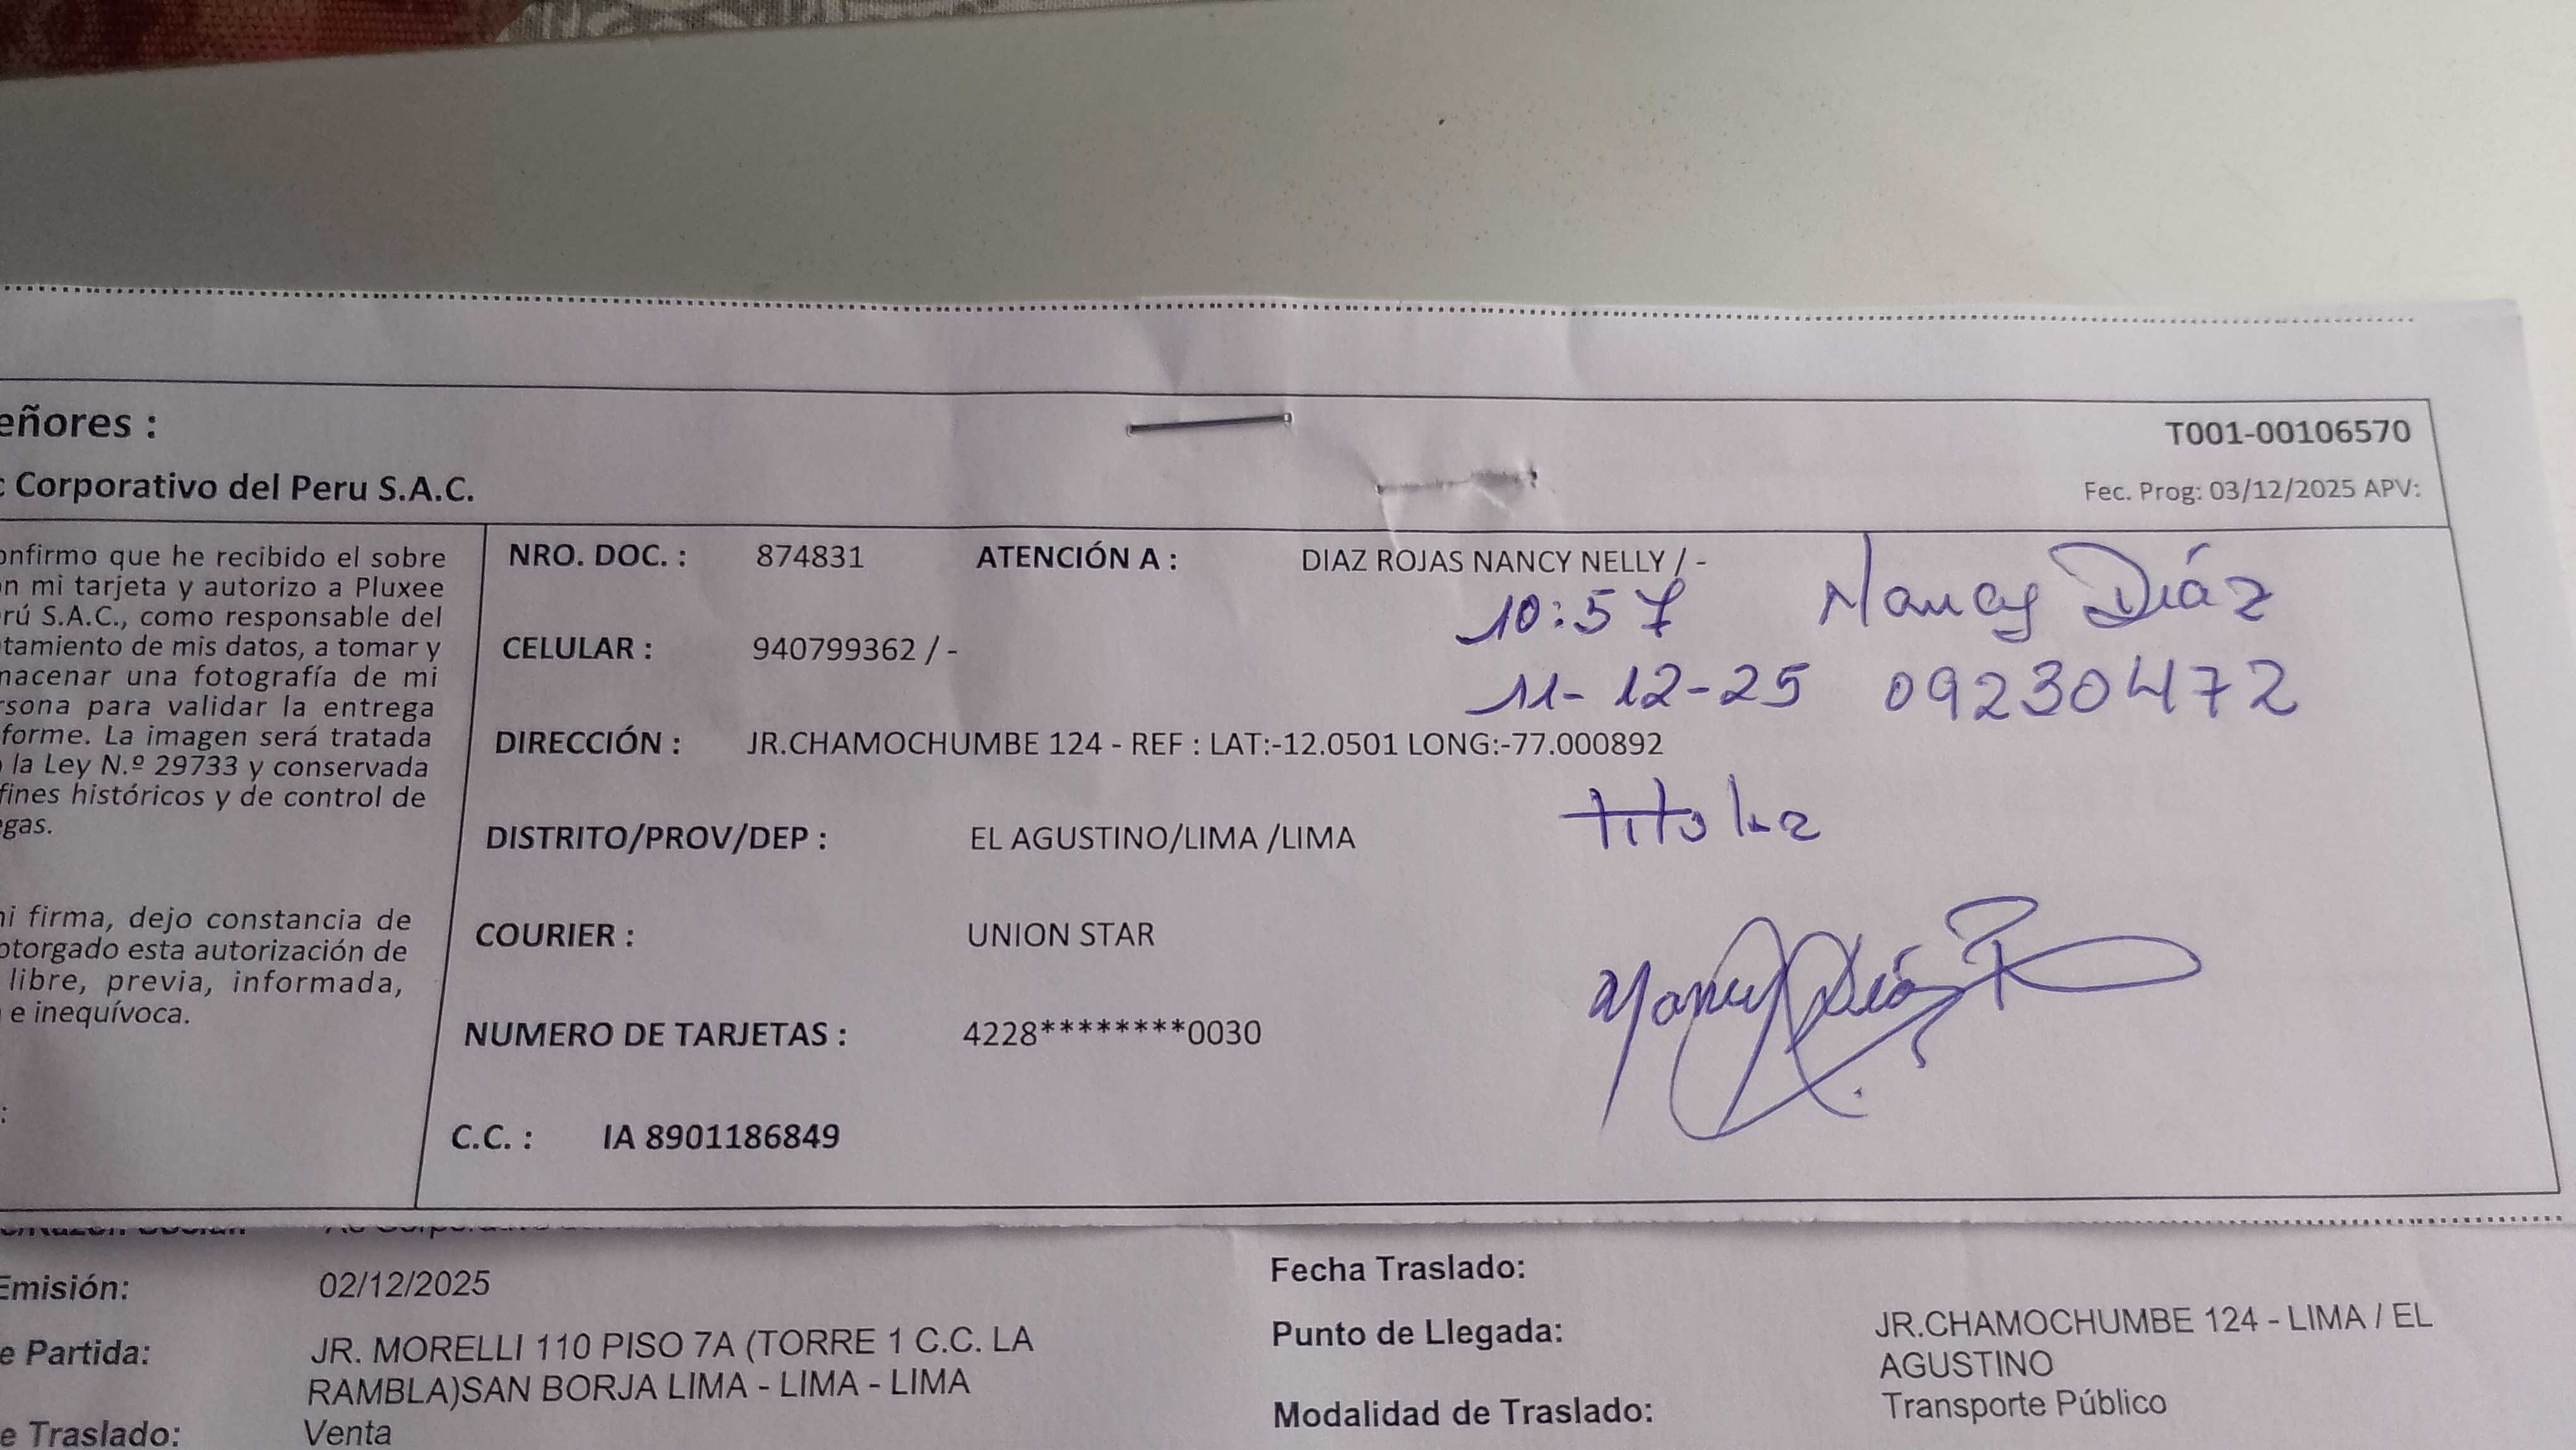 eñores :
c Corporativo del Peru S.A.C.
T001-00106570
Fec. Prog: 03/12/2025 APV:
onfirmo que he recibido el sobre
on mi tarjeta y autorizo a Pluxee
rú S.A.C., como responsable del
tamiento de mis datos, a tomar y
macenar una fotografía de mi
rsona para validar la entrega
forme. La imagen será tratada
la Ley N.º 29733 y conservada
fines históricos y de control de
egas.
ni firma, dejo constancia de
otorgado esta autorización de
libre, previa, informada,
e inequívoca.
:
NRO. DOC. : 874831 ATENCIÓN A : DIAZ ROJAS NANCY NELLY / -
10:57 Nancy Díaz
CELULAR : 940799362 / -
11-12-25 09230472
DIRECCIÓN : JR.CHAMOCHUMBE 124 - REF : LAT:-12.0501 LONG:-77.000892
DISTRITO/PROV/DEP : EL AGUSTINO/LIMA /LIMA
COURIER : UNION STAR
Nancy Díaz R
NUMERO DE TARJETAS : 4228********0030
C.C. : IA 8901186849
Emisión: 02/12/2025
Fecha Traslado:
e Partida: JR. MORELLI 110 PISO 7A (TORRE 1 C.C. LA
RAMBLA)SAN BORJA LIMA - LIMA - LIMA
Punto de Llegada: JR.CHAMOCHUMBE 124 - LIMA / EL
AGUSTINO
e Traslado: Venta
Modalidad de Traslado: Transporte Público